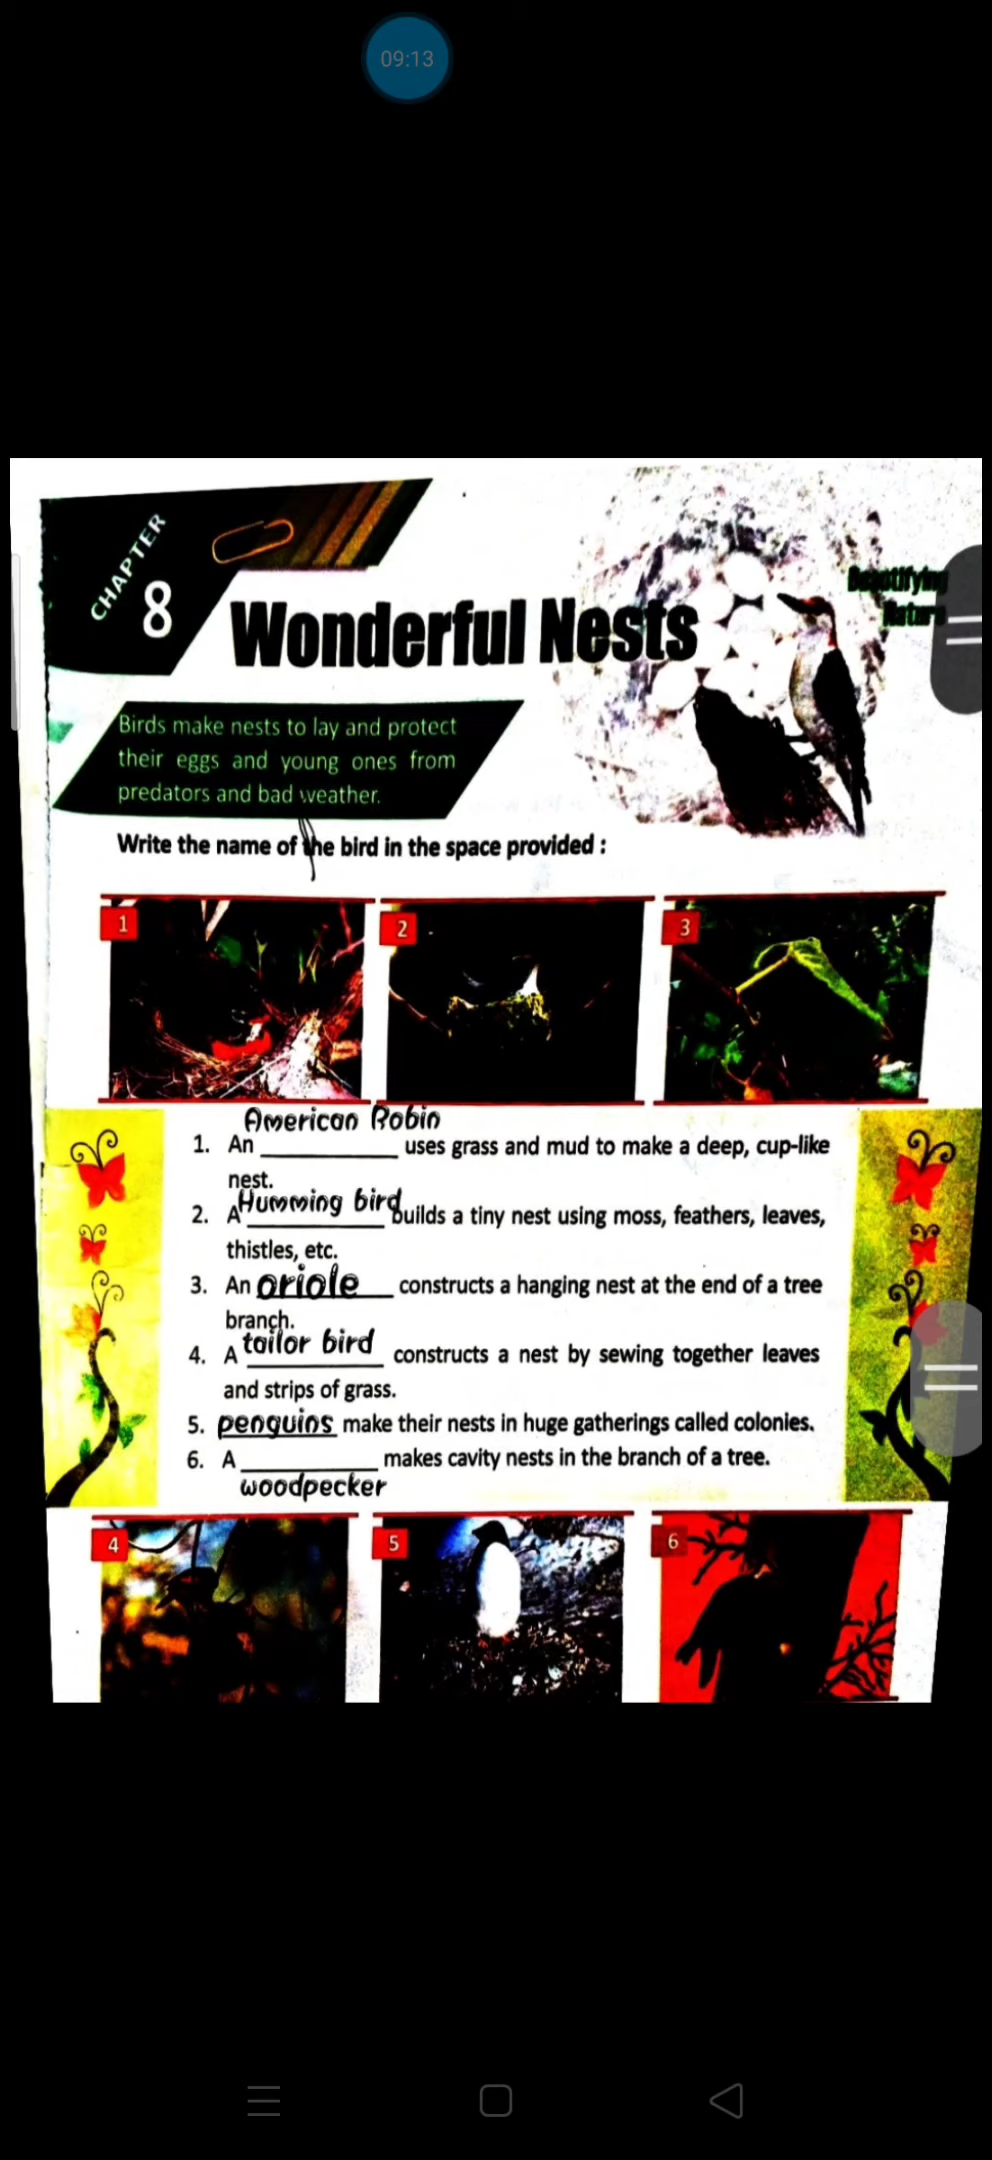 09:13
CHAPTER
8
Wonderful Nests
Birds make nests to lay and protect
their eggs and young ones from
predators and bad weather.
Write the name of the bird in the space provided :
1
2
3
American Robin
1. An ____________ uses grass and mud to make a deep, cup-like
nest.
2. A Humming bird builds a tiny nest using moss, feathers, leaves,
thistles, etc.
3. An oriole constructs a hanging nest at the end of a tree
branch.
4. A tailor bird constructs a nest by sewing together leaves
and strips of grass.
5. penguins make their nests in huge gatherings called colonies.
6. A ____________ makes cavity nests in the branch of a tree.
woodpecker
4
5
6